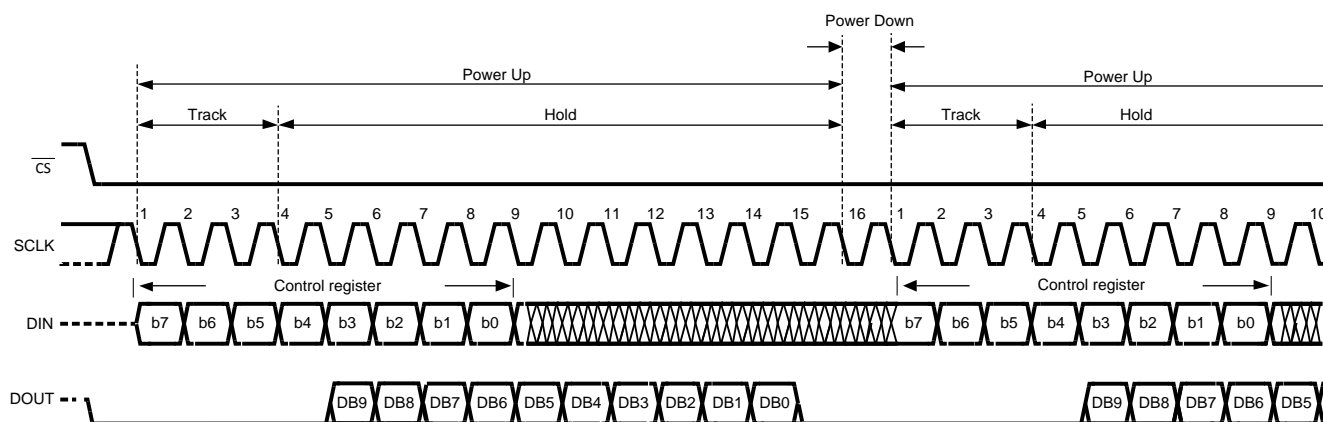 Power Down
Power Up Power Up
Track Hold Track Hold
CS
1 2 3 4 5 6 7 8 9 10 11 12 13 14 15 16 1 2 3 4 5 6 7 8 9 10
SCLK
Control register Control register
DIN b7 b6 b5 b4 b3 b2 b1 b0 b7 b6 b5 b4 b3 b2 b1 b0
DOUT DB9 DB8 DB7 DB6 DB5 DB4 DB3 DB2 DB1 DB0 DB9 DB8 DB7 DB6 DB5